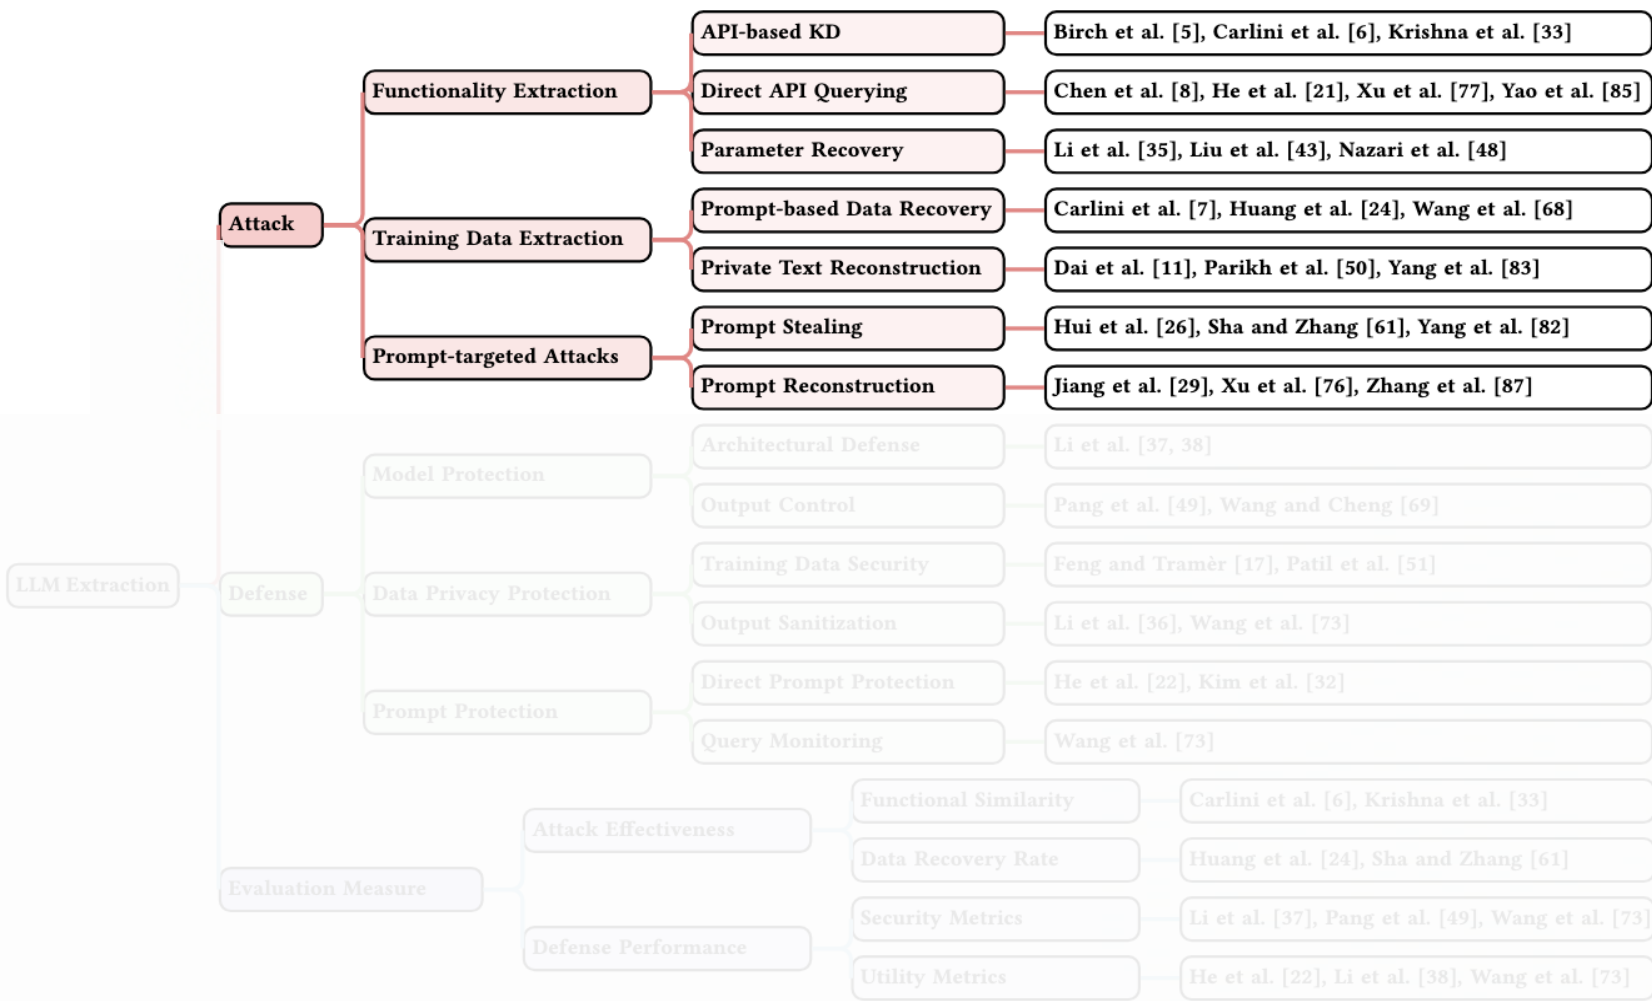 API-based KD
Birch et al. [5], Carlini et al. [6], Krishna et al. [33]
Functionality Extraction
Direct API Querying
Chen et al. [8], He et al. [21], Xu et al. [77], Yao et al. [85]
Parameter Recovery
Li et al. [35], Liu et al. [43], Nazari et al. [48]
Attack
Prompt-based Data Recovery
Carlini et al. [7], Huang et al. [24], Wang et al. [68]
Training Data Extraction
Private Text Reconstruction
Dai et al. [11], Parikh et al. [50], Yang et al. [83]
Prompt Stealing
Hui et al. [26], Sha and Zhang [61], Yang et al. [82]
Prompt-targeted Attacks
Prompt Reconstruction
Jiang et al. [29], Xu et al. [76], Zhang et al. [87]
Architectural Defense
Li et al. [37, 38]
Model Protection
Output Control
Pang et al. [49], Wang and Cheng [69]
Training Data Security
Feng and Tramèr [17], Patil et al. [51]
LLM Extraction
Defense
Data Privacy Protection
Output Sanitization
Li et al. [36], Wang et al. [73]
Direct Prompt Protection
He et al. [22], Kim et al. [32]
Prompt Protection
Query Monitoring
Wang et al. [73]
Functional Similarity
Carlini et al. [6], Krishna et al. [33]
Attack Effectiveness
Data Recovery Rate
Huang et al. [24], Sha and Zhang [61]
Evaluation Measure
Security Metrics
Li et al. [37], Pang et al. [49], Wang et al. [73]
Defense Performance
Utility Metrics
He et al. [22], Li et al. [38], Wang et al. [73]